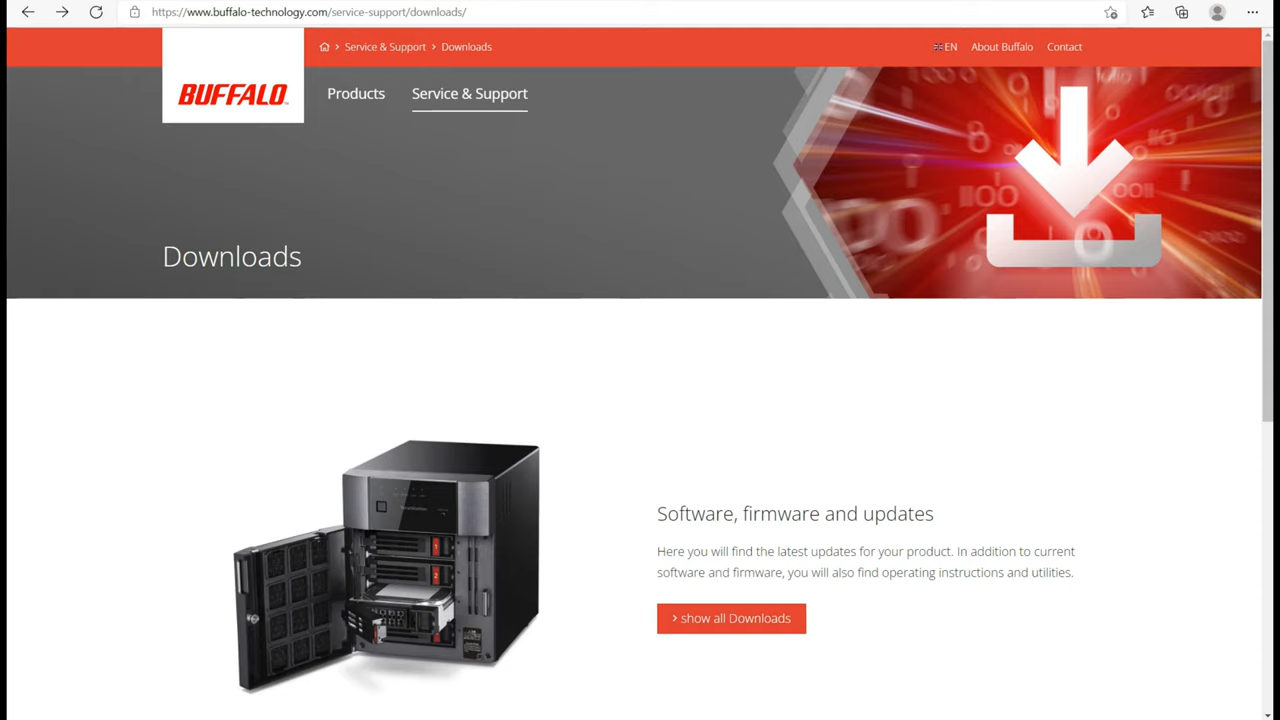 https://www.buffalo-technology.com/service-support/downloads/
Service & Support > Downloads
EN About Buffalo Contact
BUFFALO™
Products Service & Support
Downloads
Software, firmware and updates
Here you will find the latest updates for your product. In addition to current
software and firmware, you will also find operating instructions and utilities.
> show all Downloads